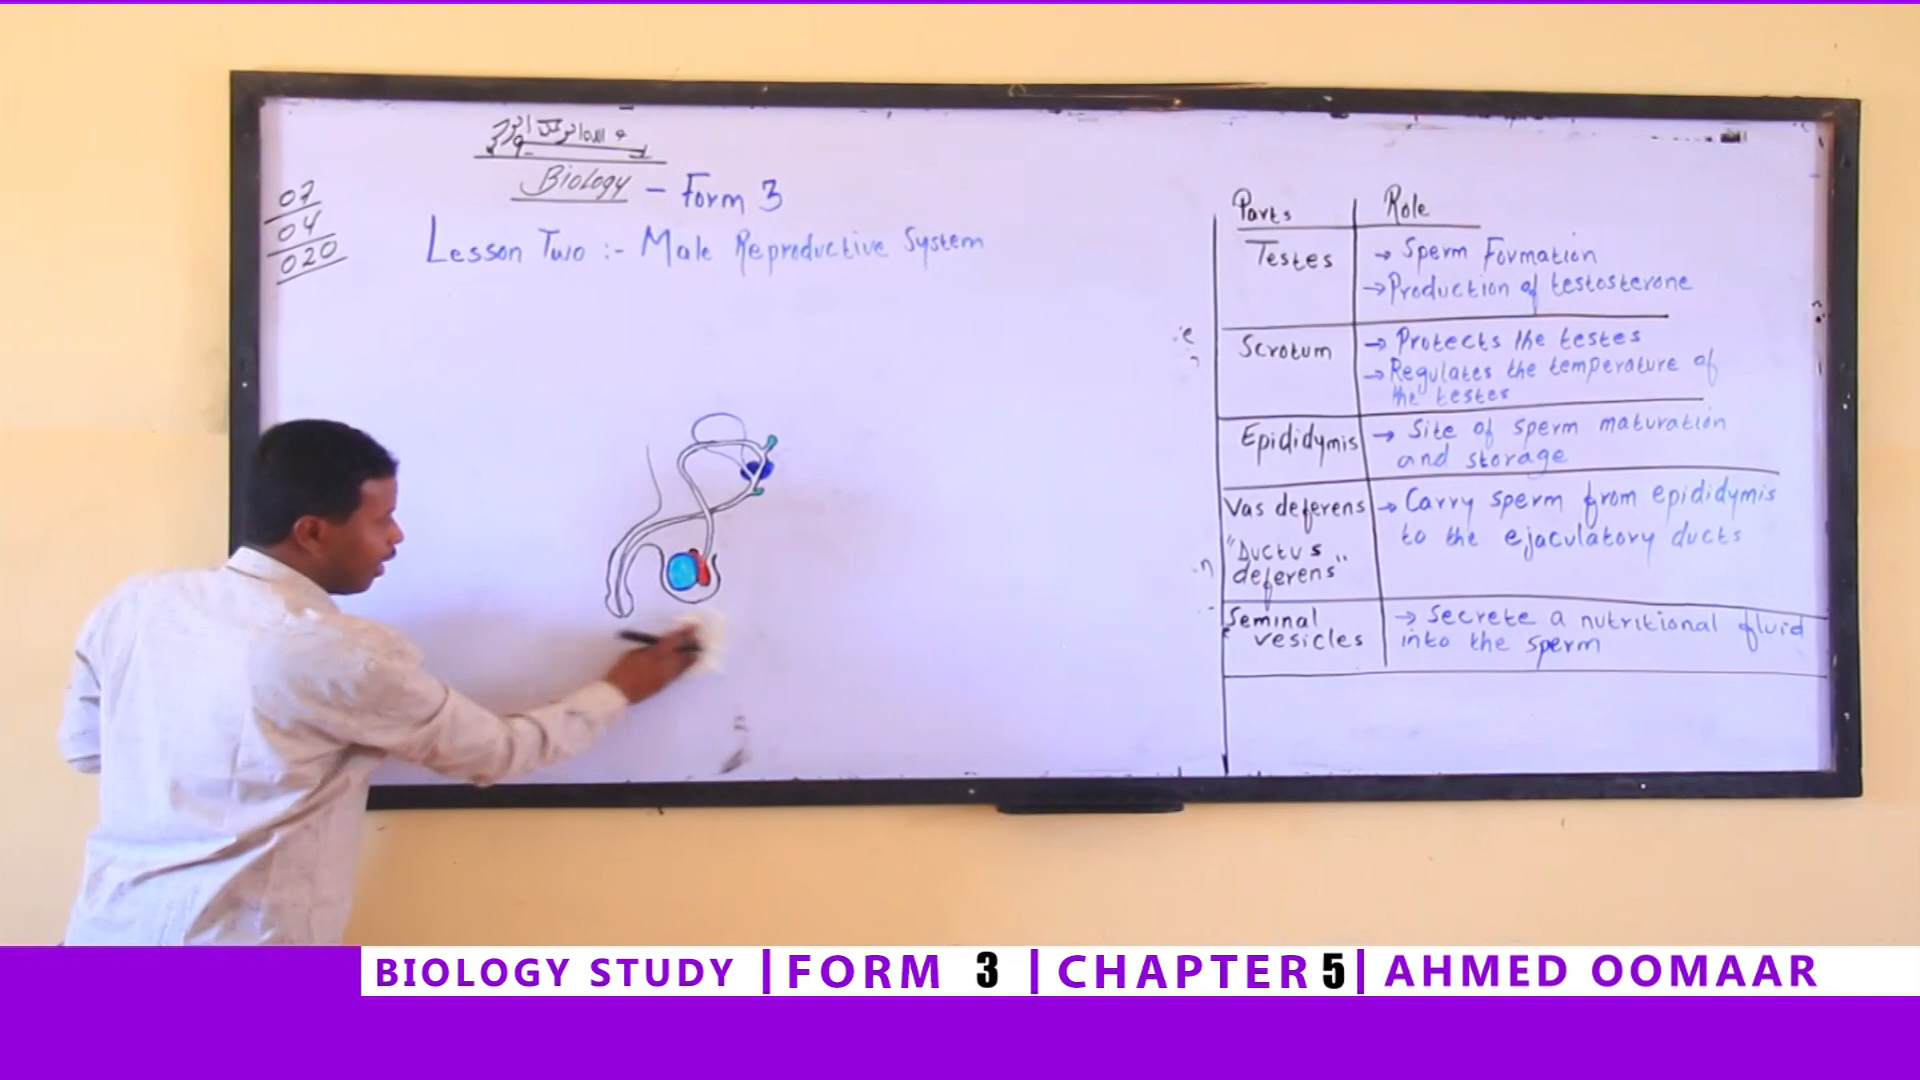 Biology - Form 3
07
04
020
Lesson Two :- Male Reproductive System
Parts Role
Testes → Sperm Formation
→ Production of testosterone
Scrotum → Protects the testes
→ Regulates the temperature of
the testes
Epididymis → Site of sperm maturation
and storage
Vas deferens → Carry sperm from epididymis
to the ejaculatory ducts
"Ductus
deferens"
Seminal
vesicles
→ Secrete a nutritional fluid
into the sperm
BIOLOGY STUDY | FORM 3 | CHAPTER 5 | AHMED OOMAAR